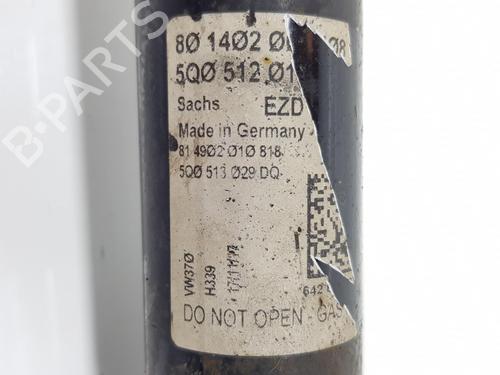 8Ø 14Ø2 Ø
5QØ 512 Ø1
Sachs EZD
Made in Germany
81 49Ø2 Ø1Ø 818
5QØ 513 Ø29 DQ
VW37Ø
H339
642
DO NOT OPEN - GAS
B-PARTS